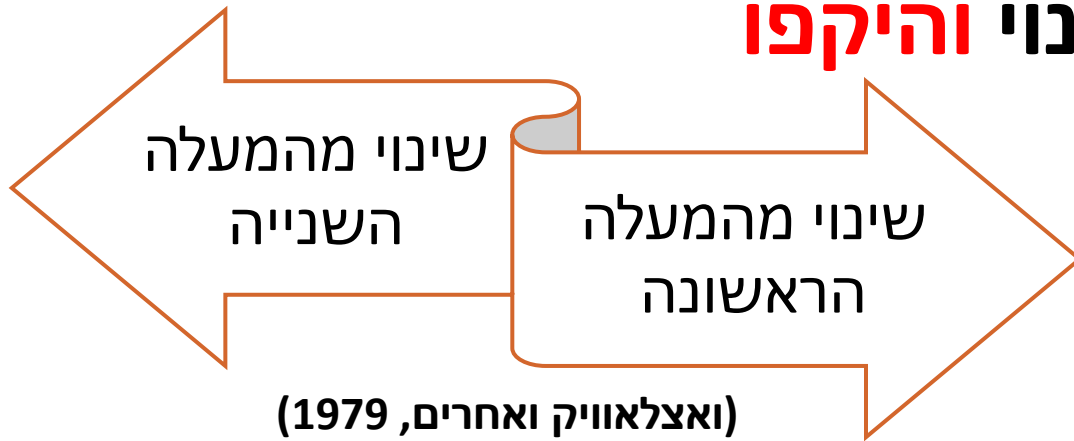 נוי והיקפו
שינוי מהמעלה
הראשונה
שינוי מהמעלה
השנייה
(ואצלאוויק ואחרים, 1979)